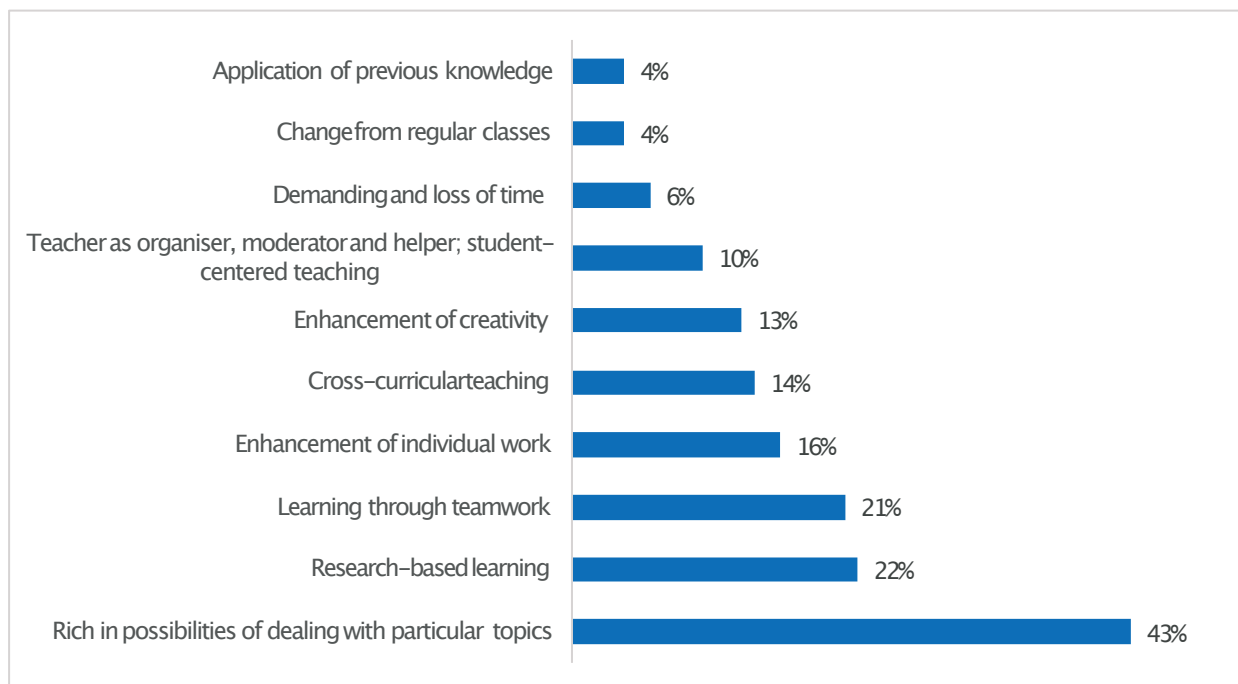 Application of previous knowledge 4%
Change from regular classes 4%
Demanding and loss of time 6%
Teacher as organiser, moderator and helper; student-
centered teaching 10%
Enhancement of creativity 13%
Cross-curricular teaching 14%
Enhancement of individual work 16%
Learning through teamwork 21%
Research-based learning 22%
Rich in possibilities of dealing with particular topics 43%